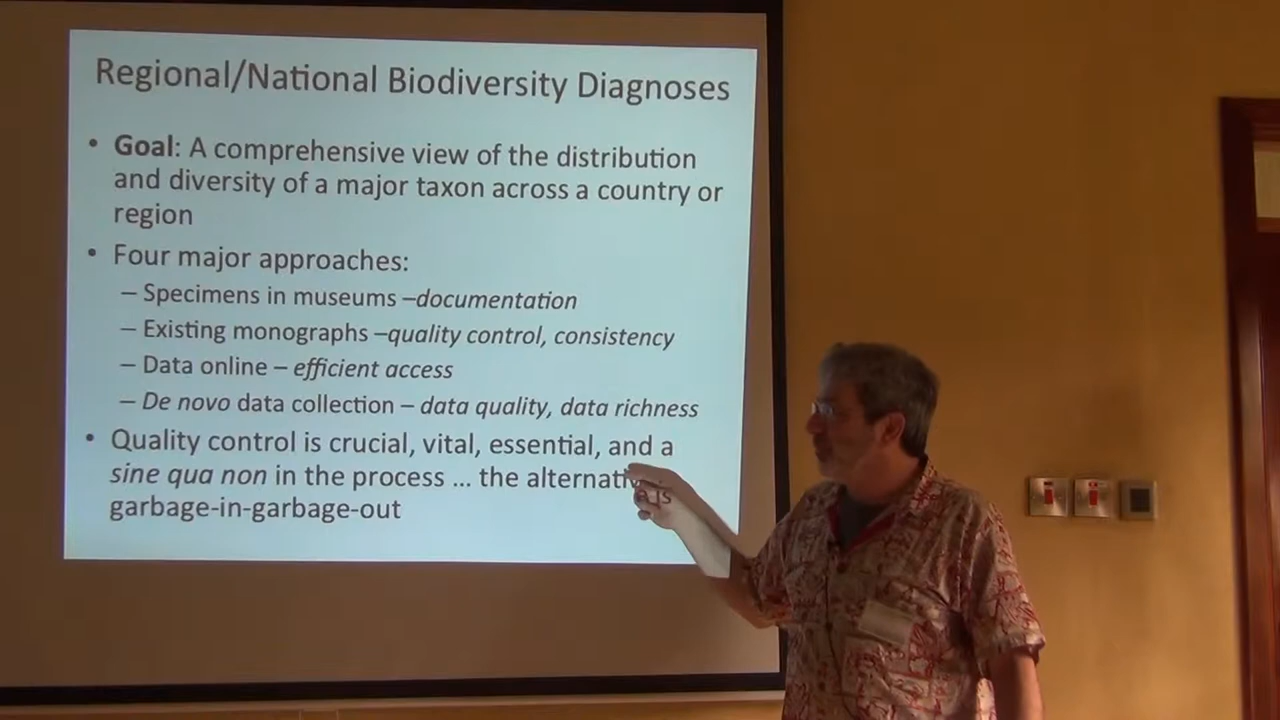 Regional/National Biodiversity Diagnoses
• Goal: A comprehensive view of the distribution
and diversity of a major taxon across a country or
region
• Four major approaches:
– Specimens in museums –documentation
– Existing monographs –quality control, consistency
– Data online – efficient access
– De novo data collection – data quality, data richness
• Quality control is crucial, vital, essential, and a
sine qua non in the process ... the alternative is
garbage-in-garbage-out